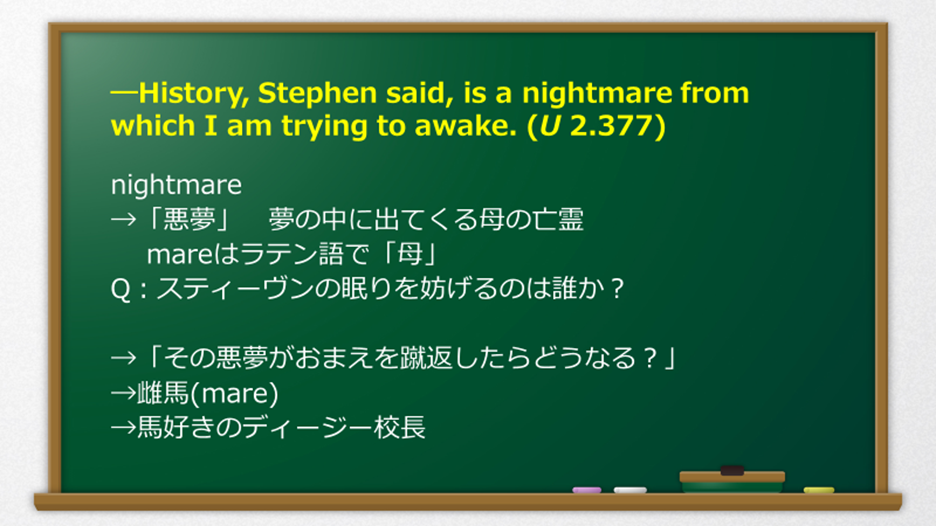 ―History, Stephen said, is a nightmare from
which I am trying to awake. (U 2.377)
nightmare
→「悪夢」　夢の中に出てくる母の亡霊
mareはラテン語で「母」
Q：スティーヴンの眠りを妨げるのは誰か？
→「その悪夢がおまえを蹴返したらどうなる？」
→雌馬(mare)
→馬好きのディージー校長